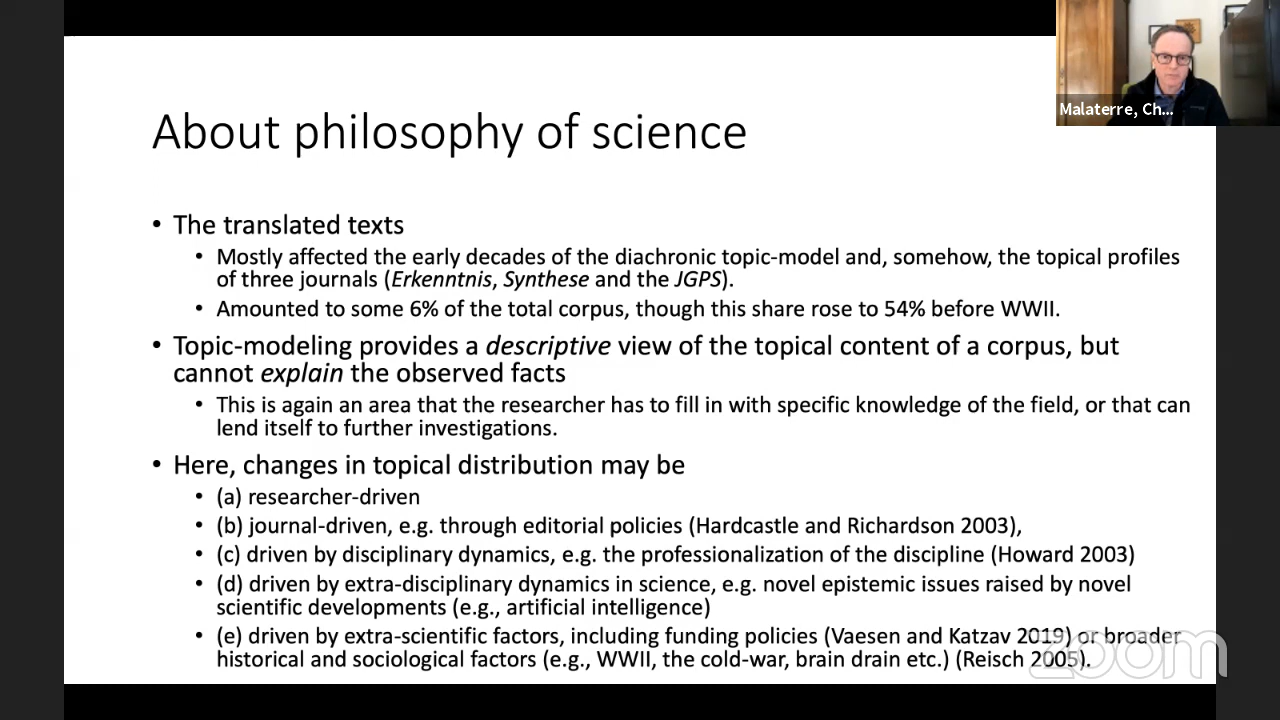 Malaterre, Ch...
About philosophy of science
• The translated texts
• Mostly affected the early decades of the diachronic topic-model and, somehow, the topical profiles
of three journals (Erkenntnis, Synthese and the JGPS).
• Amounted to some 6% of the total corpus, though this share rose to 54% before WWII.
• Topic-modeling provides a descriptive view of the topical content of a corpus, but
cannot explain the observed facts
• This is again an area that the researcher has to fill in with specific knowledge of the field, or that can
lend itself to further investigations.
• Here, changes in topical distribution may be
• (a) researcher-driven
• (b) journal-driven, e.g. through editorial policies (Hardcastle and Richardson 2003),
• (c) driven by disciplinary dynamics, e.g. the professionalization of the discipline (Howard 2003)
• (d) driven by extra-disciplinary dynamics in science, e.g. novel epistemic issues raised by novel
scientific developments (e.g., artificial intelligence)
• (e) driven by extra-scientific factors, including funding policies (Vaesen and Katzav 2019) or broader
historical and sociological factors (e.g., WWII, the cold-war, brain drain etc.) (Reisch 2005).
zoom